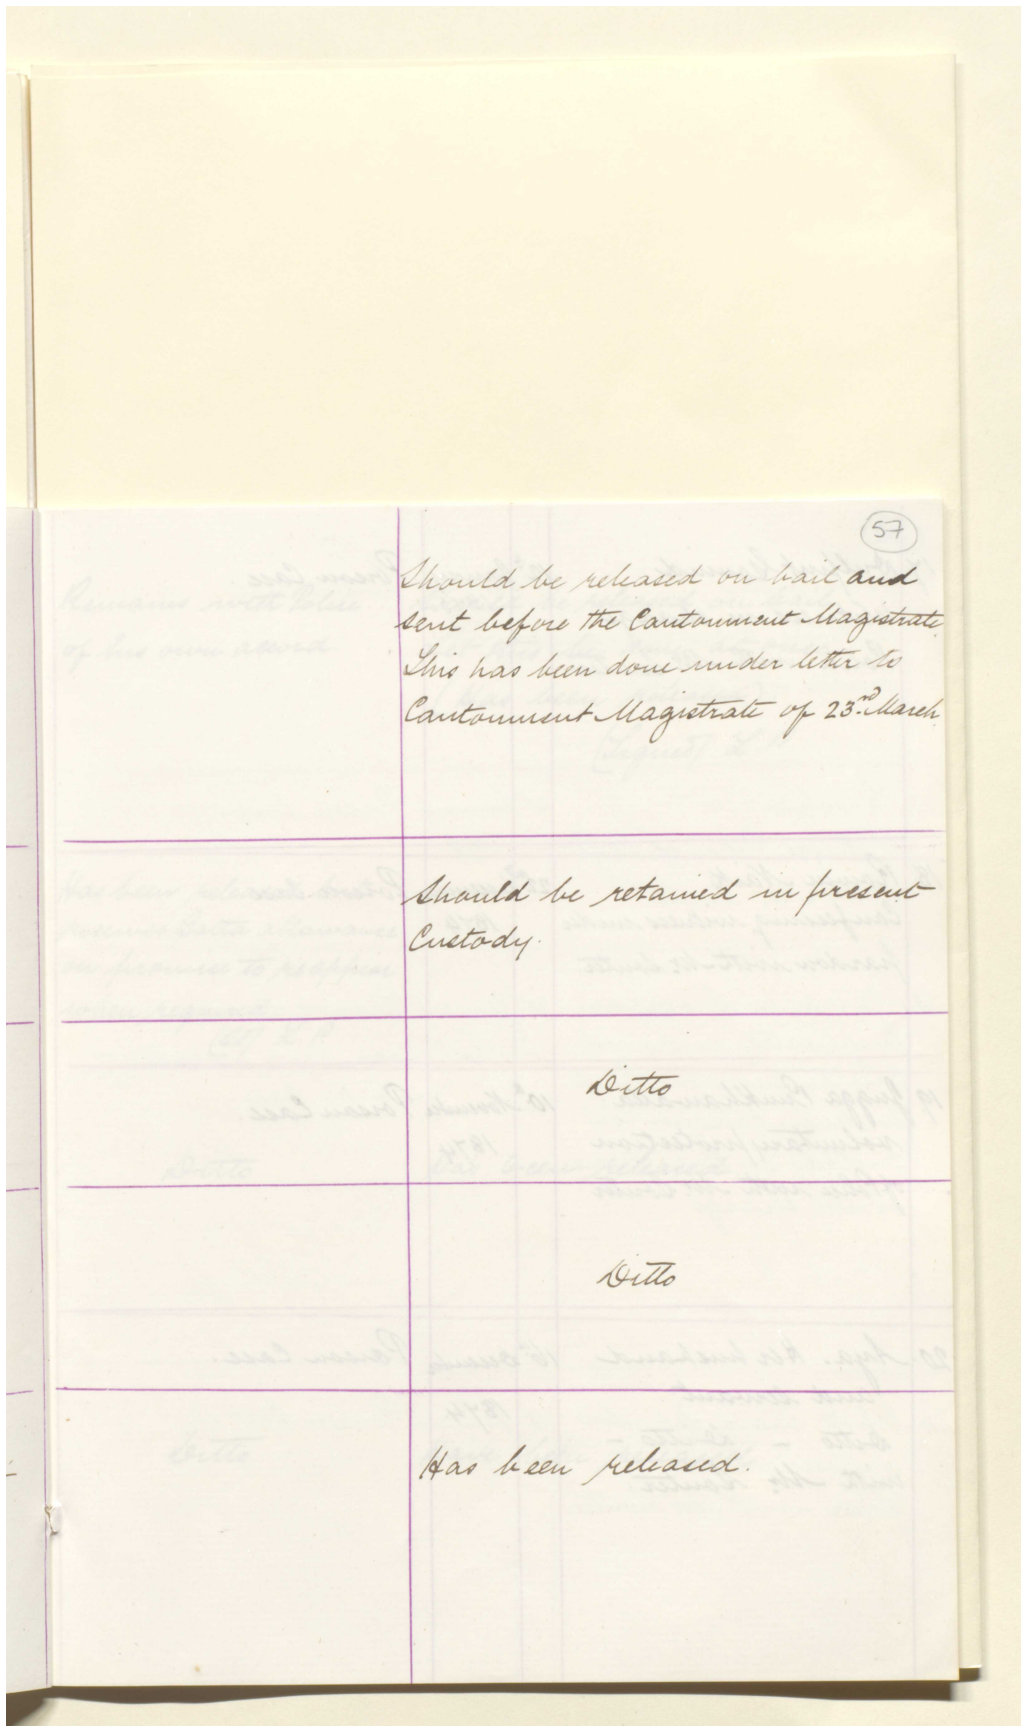 57
Should be released on bail and
sent before the Cantonment Magistrate.
This has been done under letter to
Cantonment Magistrate of 23rd March.
Should be retained in present
Custody.
Ditto
Ditto
Has been released.